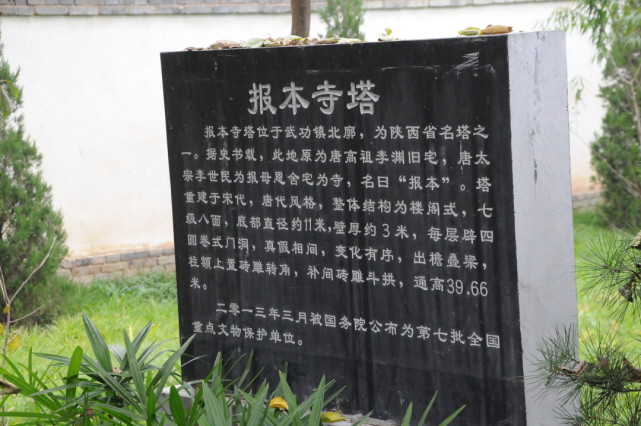 报本寺塔
报本寺塔位于武功镇北廓，为陕西省名塔之
一。据史书载，此地原为唐高祖李渊旧宅，唐太
宗李世民为报母恩舍宅为寺，名曰“报本”。塔
重建于宋代，唐代风格，整体结构为楼阁式，七
级八面，底部直径约11米，壁厚约3米，每层辟四
圆卷式门洞，真假相间，变化有序，出檐叠梁，
柱额上置砖雕转角，补间砖雕斗拱，通高39.66
米。
二零一三年三月被国务院公布为第七批全国
重点文物保护单位。